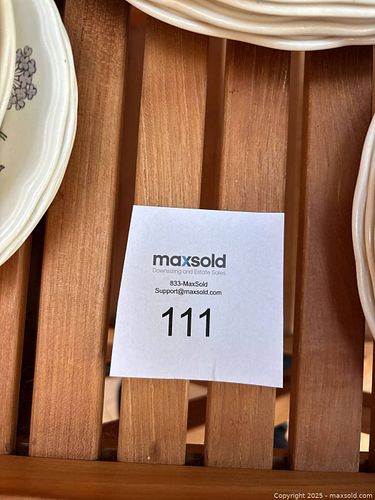 maxsold
Downsizing and Estate Sales
833-MaxSold
Support@maxsold.com
111
Copyright 2025 - maxsold.com